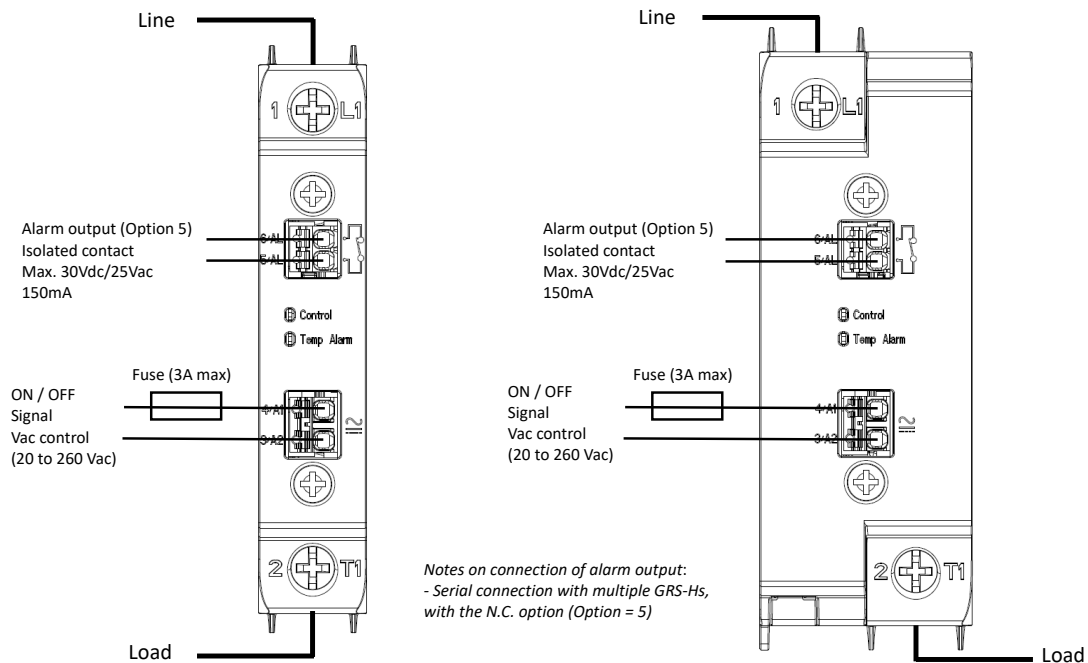 Line
1 L1
Alarm output (Option 5)
Isolated contact
Max. 30Vdc/25Vac
150mA
6/AL
5/AL
Control
Temp Alarm
Fuse (3A max)
ON / OFF
Signal
Vac control
(20 to 260 Vac)
4/A1
3/A2
2 T1
Load
Line
1 L1
Alarm output (Option 5)
Isolated contact
Max. 30Vdc/25Vac
150mA
6/AL
5/AL
Control
Temp Alarm
Fuse (3A max)
ON / OFF
Signal
Vac control
(20 to 260 Vac)
4/A1
3/A2
2 T1
Load
Notes on connection of alarm output:
- Serial connection with multiple GRS-Hs,
with the N.C. option (Option = 5)